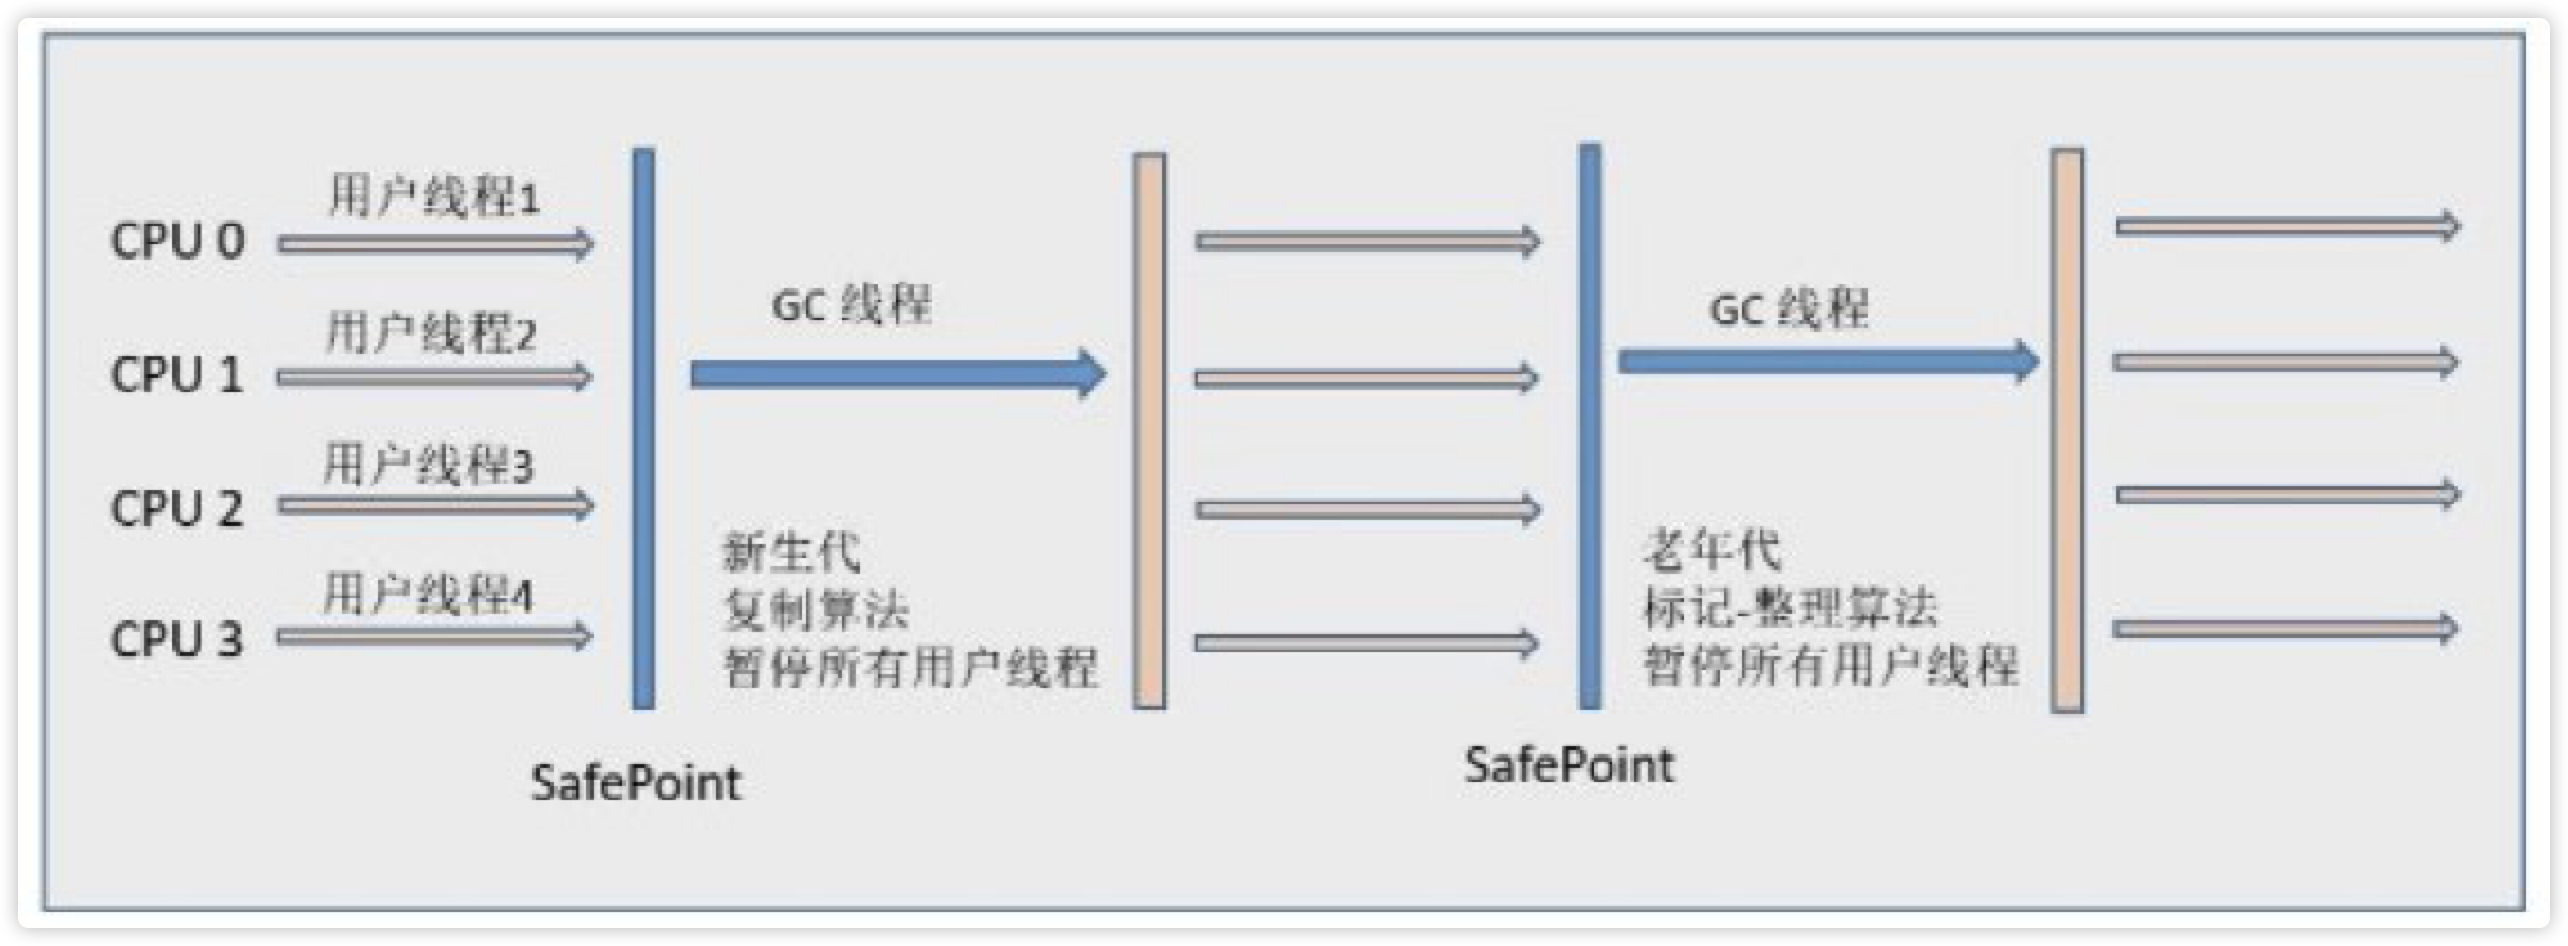 CPU 0
用户线程1
CPU 1
用户线程2
CPU 2
用户线程3
CPU 3
用户线程4
SafePoint
GC 线程
新生代
复制算法
暂停所有用户线程
SafePoint
GC 线程
老年代
标记-整理算法
暂停所有用户线程